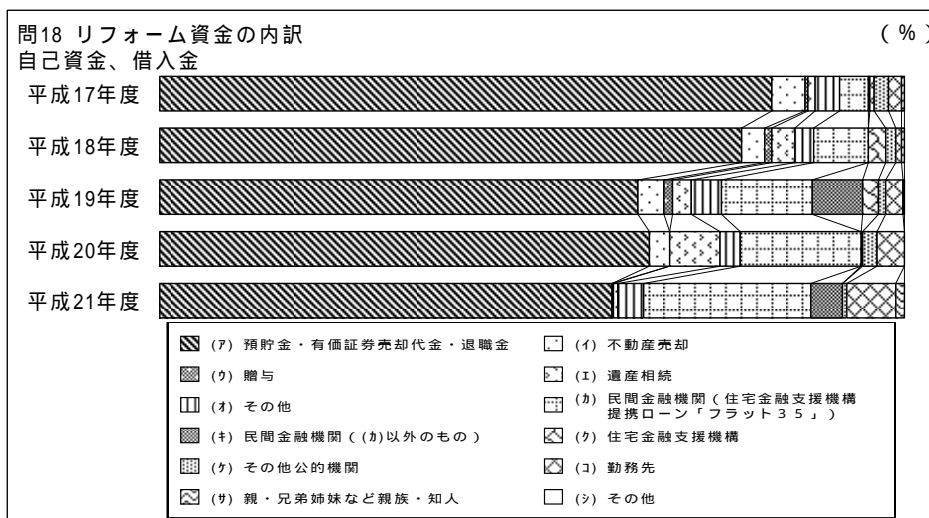 問18 リフォーム資金の内訳 (％)
自己資金、借入金
平成17年度
平成18年度
平成19年度
平成20年度
平成21年度
(ｱ) 預貯金・有価証券売却代金・退職金 (ｲ) 不動産売却
(ｳ) 贈与 (ｴ) 遺産相続
(ｵ) その他 (ｶ) 民間金融機関（住宅金融支援機構
提携ローン「フラット３５」）
(ｷ) 民間金融機関（(ｶ)以外のもの） (ｸ) 住宅金融支援機構
(ｹ) その他公的機関 (ｺ) 勤務先
(ｻ) 親・兄弟姉妹など親族・知人 (ｼ) その他